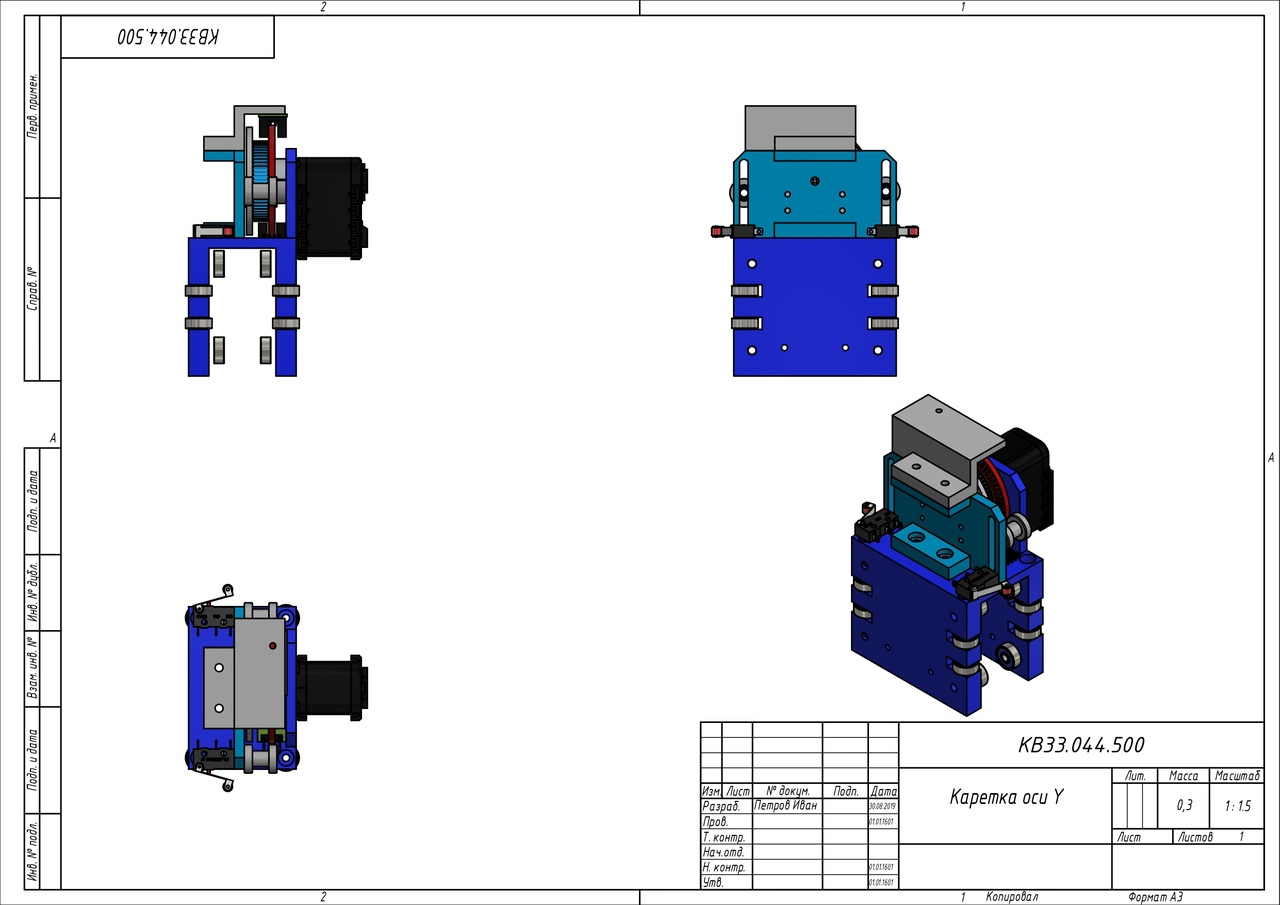 2
1
КВЗЗ.044.500
Перв. примен.
Справ. №
А
А
Подп. и дата
Инв. № дубл.
Взам. инв. №
Подп. и дата
Инв. № подл.
КВЗЗ.044.500
Изм. Лист № докум. Подп. Дата
Разраб. Петров Иван 30.08.2019
Пров. 01.01.1601
Т. контр.
Нач.отд.
Н. контр. 01.01.1601
Утв. 01.01.1601
Каретка оси Y
Лит. Масса Масштаб
0,3 1 : 1.5
Лист Листов 1
2
1
Копировал Формат А3